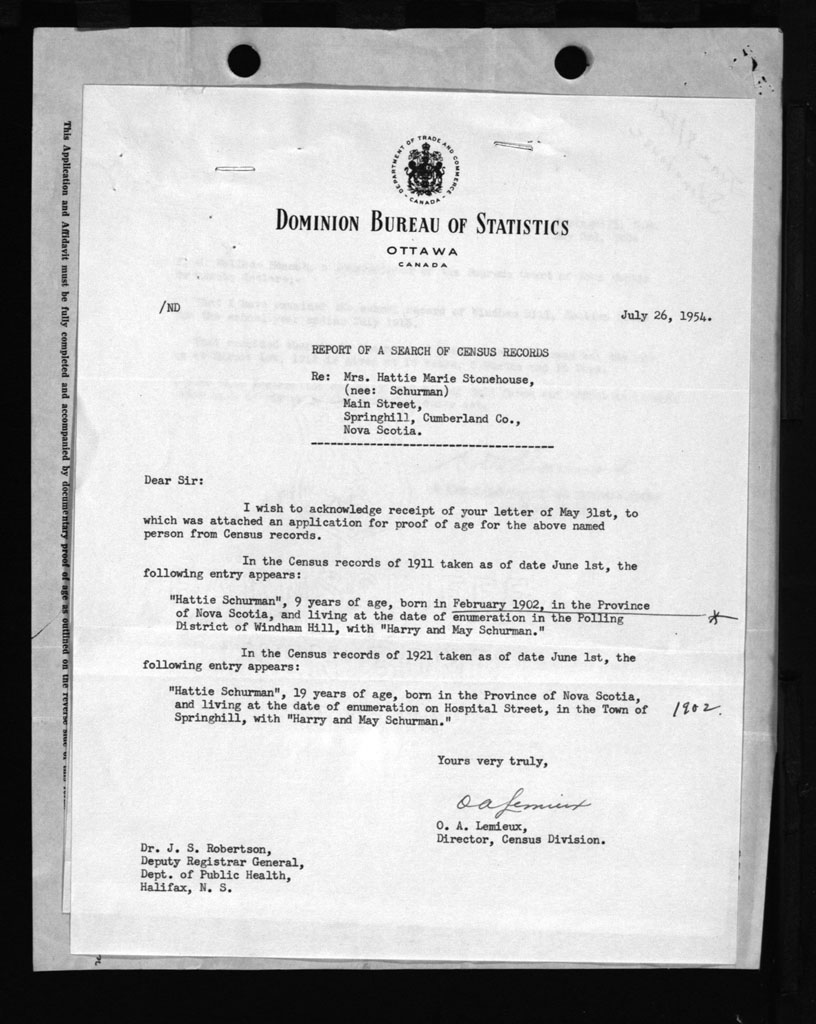 DEPARTMENT OF TRADE AND COMMERCE
CANADA
DOMINION BUREAU OF STATISTICS
OTTAWA
CANADA
/ND
July 26, 1954.
REPORT OF A SEARCH OF CENSUS RECORDS
Re: Mrs. Hattie Marie Stonehouse,
(nee: Schurman)
Main Street,
Springhill, Cumberland Co.,
Nova Scotia.
Dear Sir:
I wish to acknowledge receipt of your letter of May 31st, to
which was attached an application for proof of age for the above named
person from Census records.
In the Census records of 1911 taken as of date June 1st, the
following entry appears:
"Hattie Schurman", 9 years of age, born in February 1902, in the Province
of Nova Scotia, and living at the date of enumeration in the Polling
District of Windham Hill, with "Harry and May Schurman."
In the Census records of 1921 taken as of date June 1st, the
following entry appears:
"Hattie Schurman", 19 years of age, born in the Province of Nova Scotia,
and living at the date of enumeration on Hospital Street, in the Town of
Springhill, with "Harry and May Schurman."
1902.
Yours very truly,
O A Lemieux
O. A. Lemieux,
Director, Census Division.
Dr. J. S. Robertson,
Deputy Registrar General,
Dept. of Public Health,
Halifax, N. S.
This Application and Affidavit must be fully completed and accompanied by documentary proof of age as outlined on the reverse side of